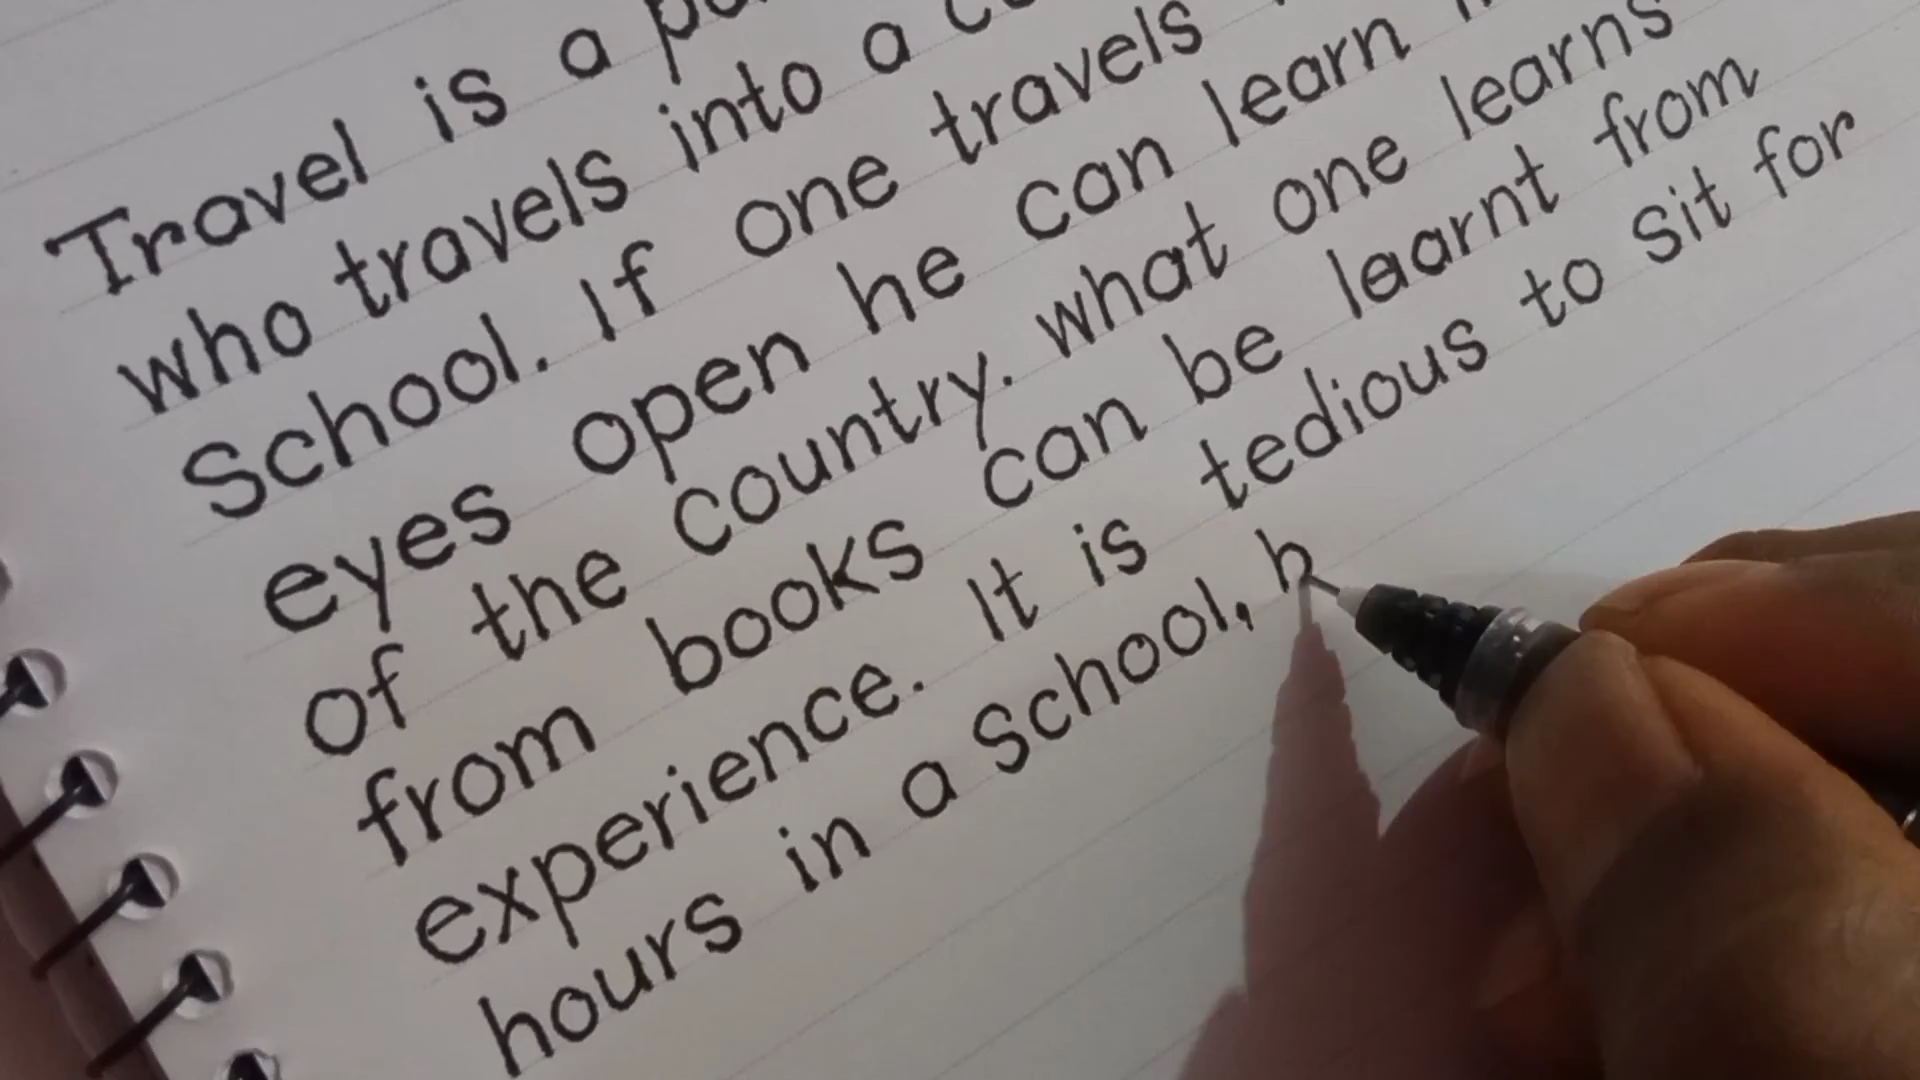 Travel is a
who travels into a
School. If one travels
eyes open he can learn
of the country. what one learns
from books can be learnt from
experience. It is tedious to sit for
hours in a school,